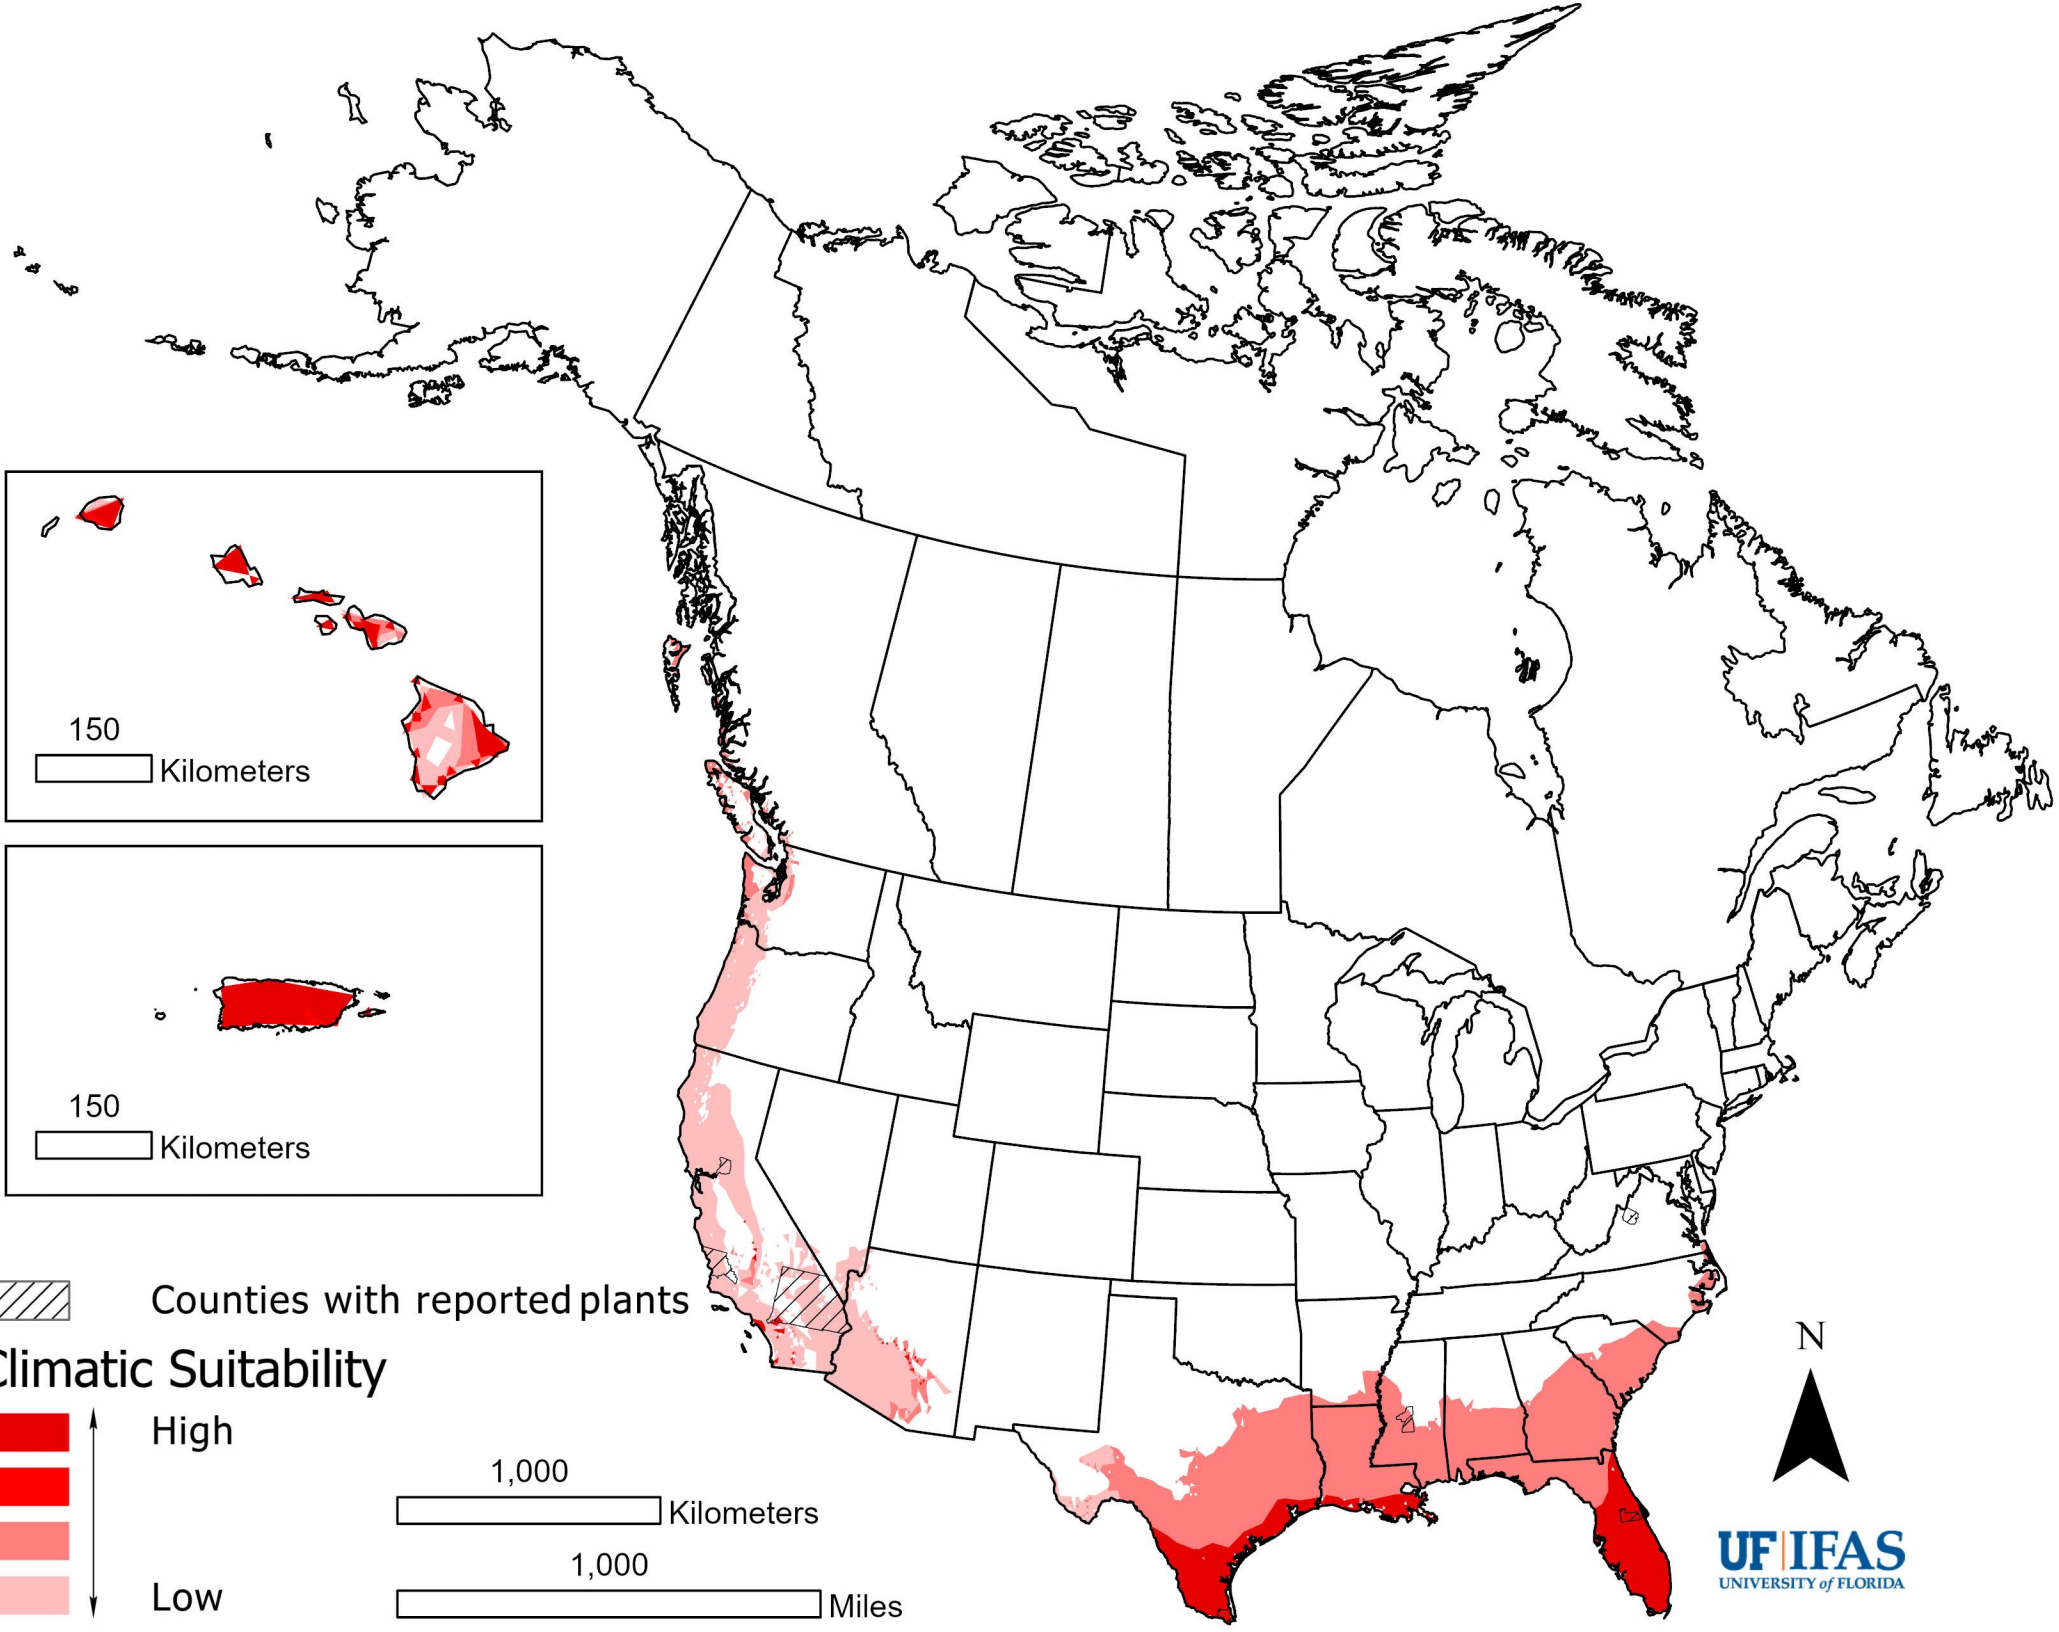 150
Kilometers
150
Kilometers
Counties with reported plants
Climatic Suitability
High
Low
1,000
Kilometers
1,000
Miles
N
UF|IFAS
UNIVERSITY of FLORIDA